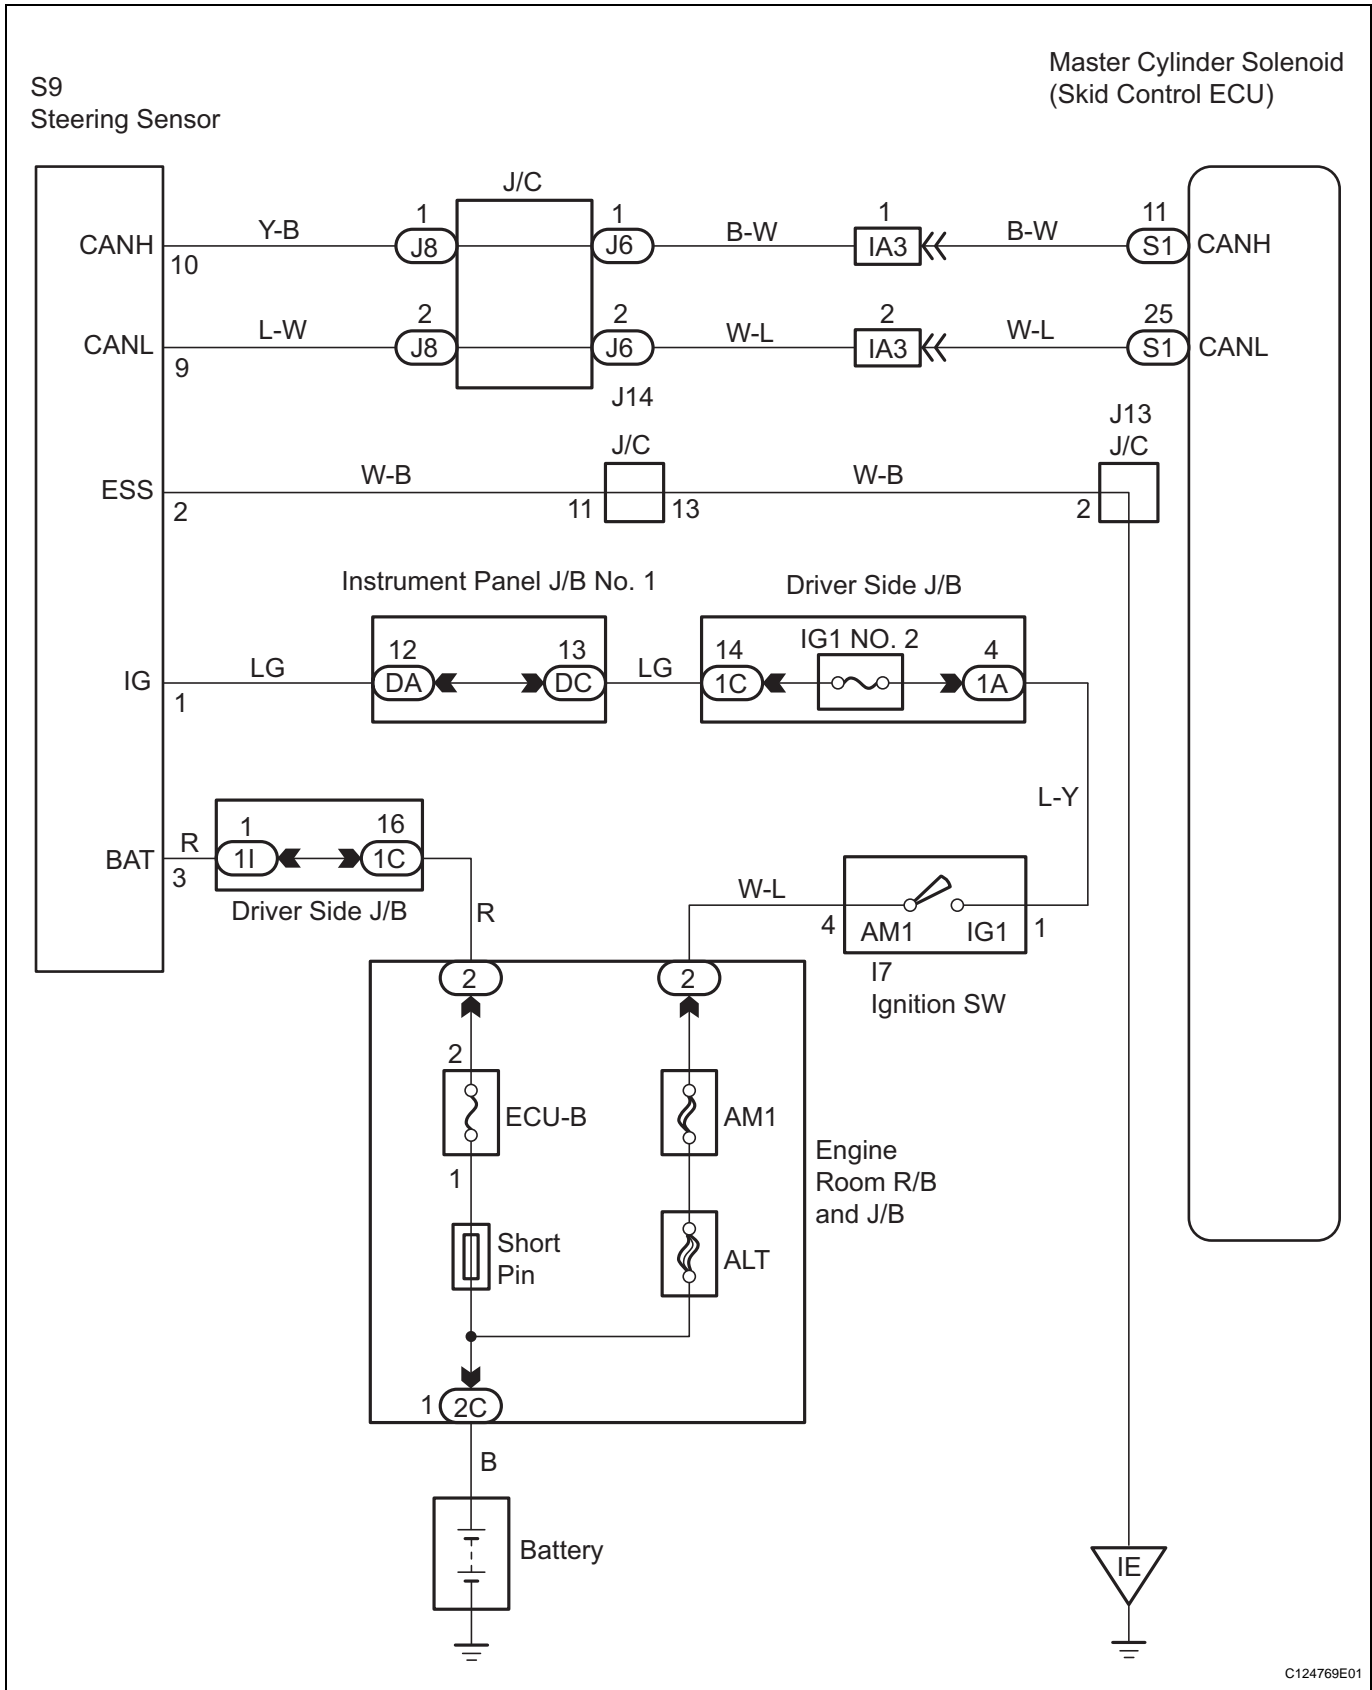 S9
Steering Sensor
Master Cylinder Solenoid
(Skid Control ECU)
J/C
CANH
10
Y-B
1
J8
1
J6
B-W
1
IA3
B-W
11
S1
CANH
CANL
9
L-W
2
J8
2
J6
W-L
2
IA3
W-L
25
S1
CANL
J14
J/C
J13
J/C
ESS
2
W-B
11
13
W-B
2
Instrument Panel J/B No. 1
Driver Side J/B
IG
1
LG
12
DA
13
DC
LG
14
1C
IG1 NO. 2
4
1A
L-Y
BAT
3
R
1
1I
16
1C
Driver Side J/B
R
W-L
4
AM1
IG1
1
I7
Ignition SW
2
2
2
ECU-B
1
AM1
Short
Pin
ALT
Engine
Room R/B
and J/B
1
2C
B
Battery
IE
C124769E01